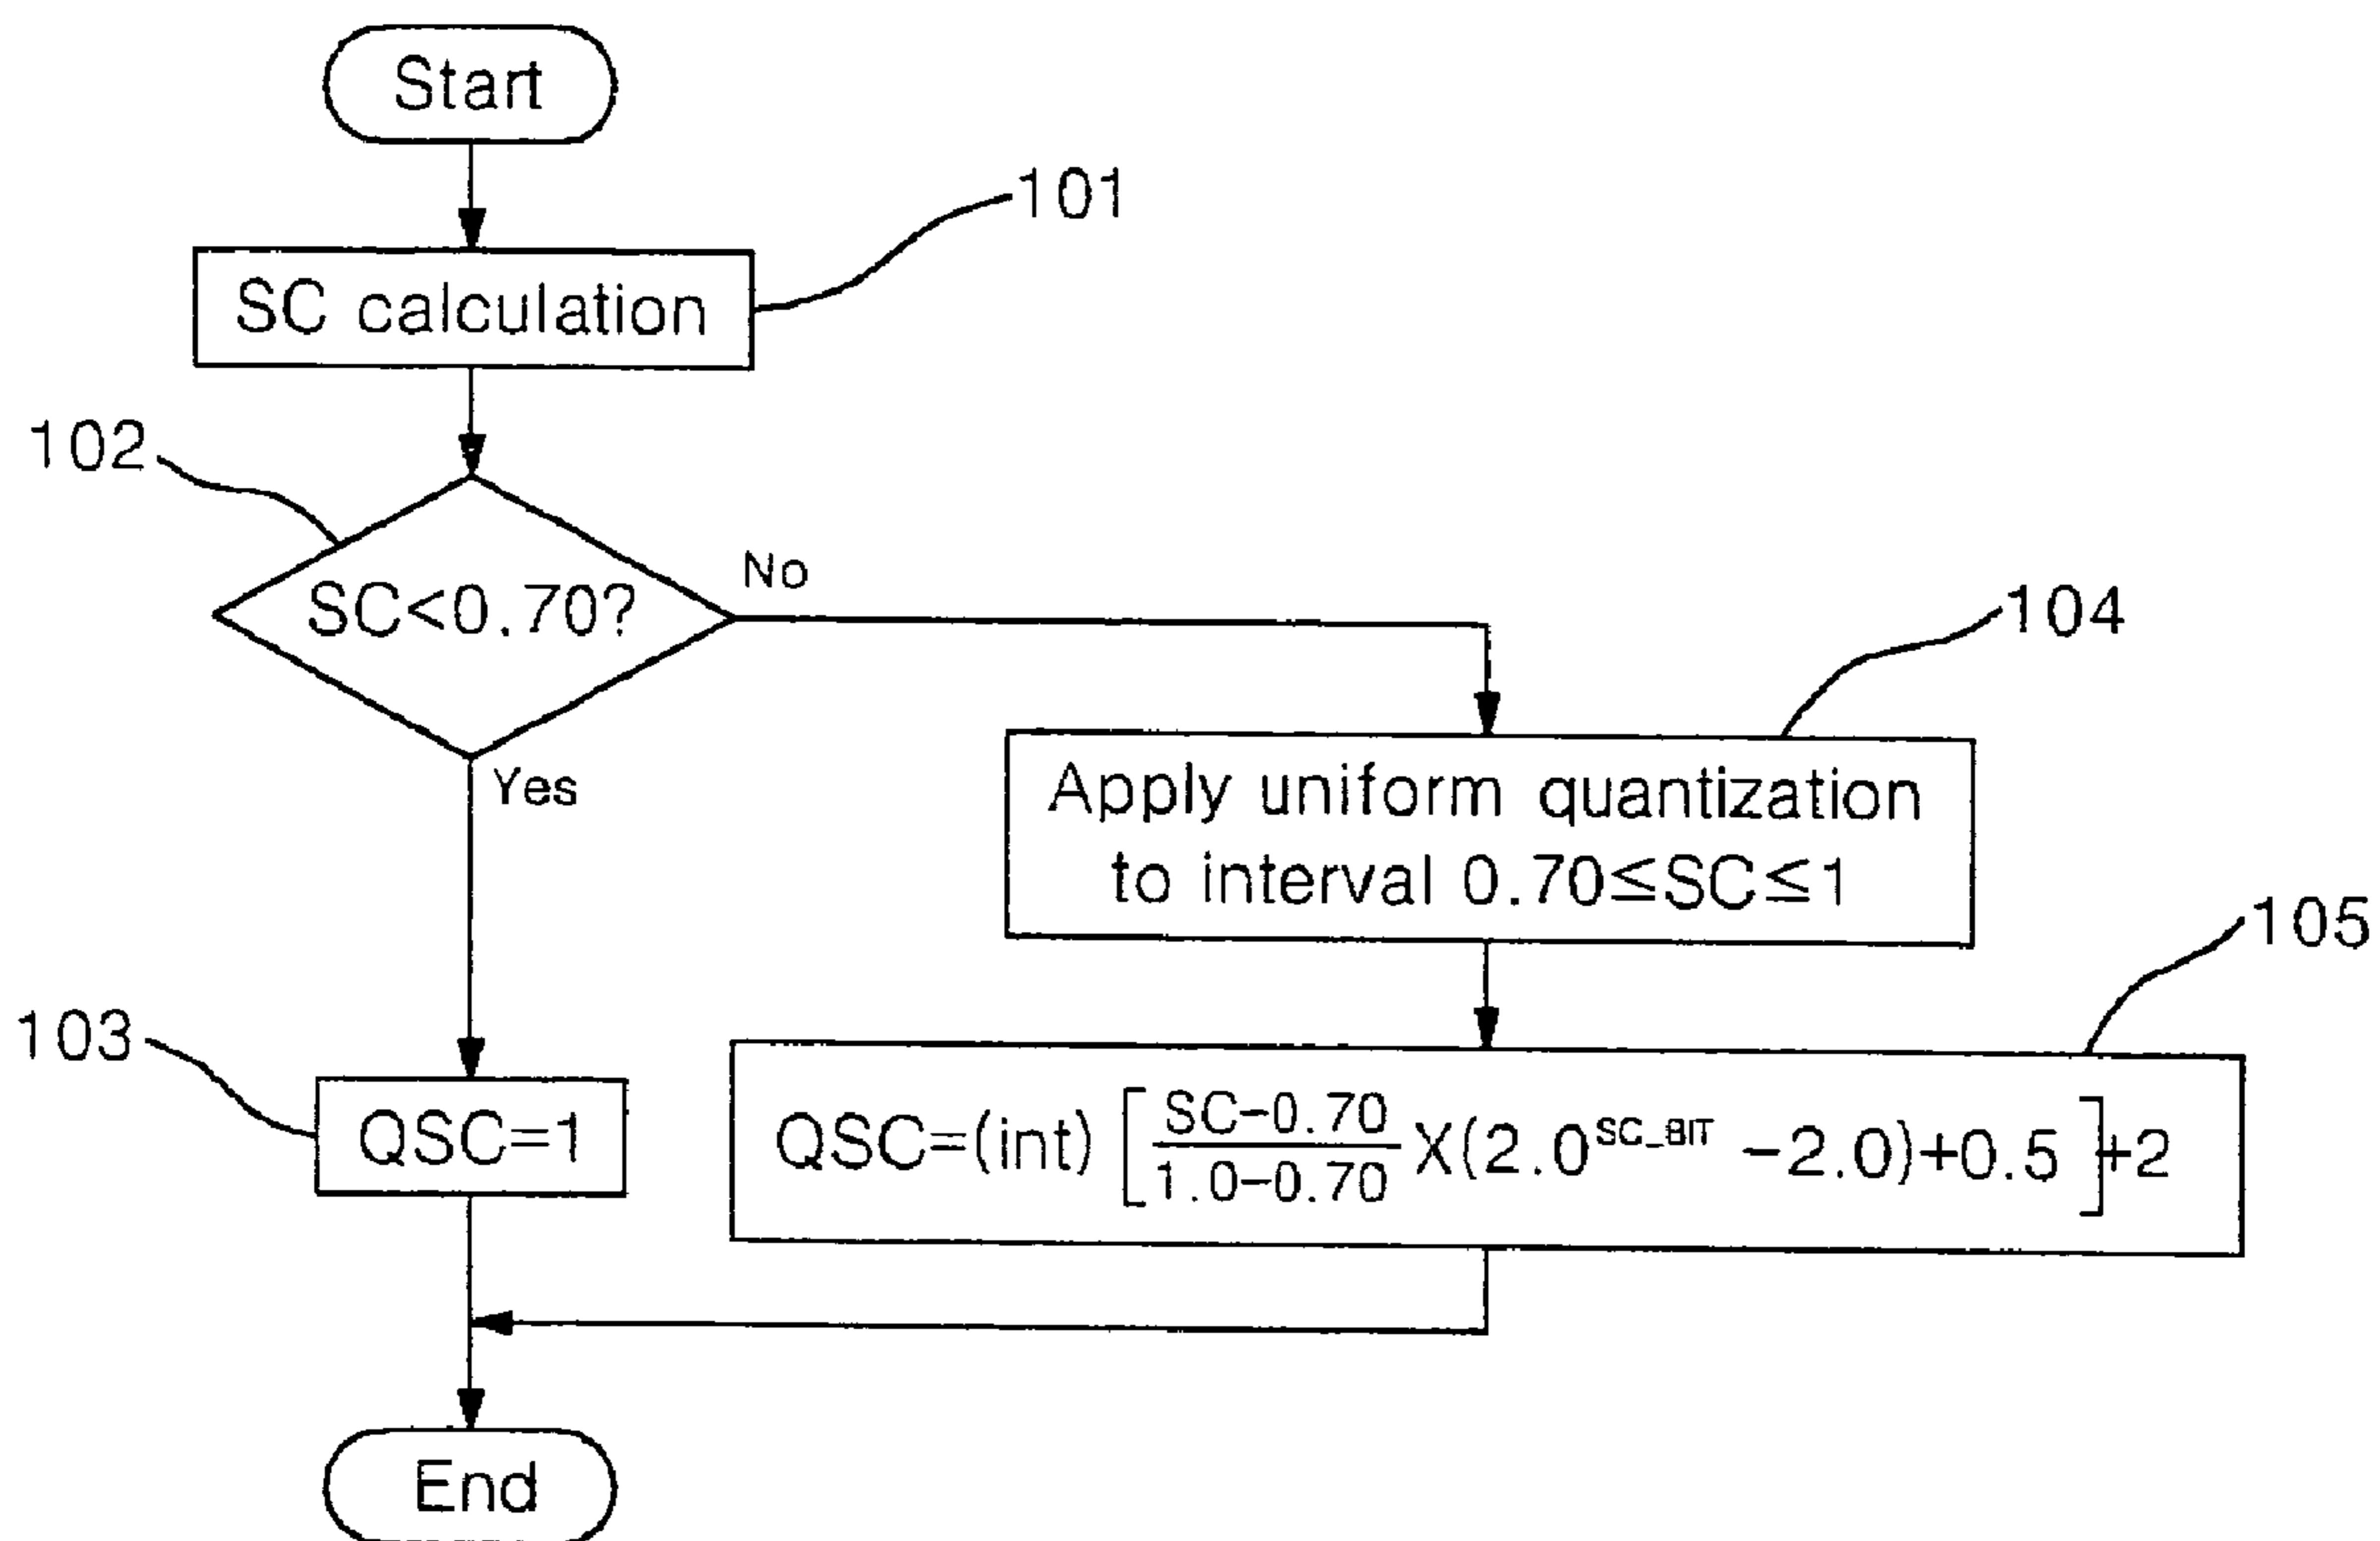 Start
101
SC calculation
102
SC<0.70?
No
Yes
104
Apply uniform quantization
to interval 0.70≤SC≤1
105
103
QSC=1
QSC=(int) [SC-0.70/1.0-0.70 X(2.0^SC_BIT -2.0)+0.5]+2
End